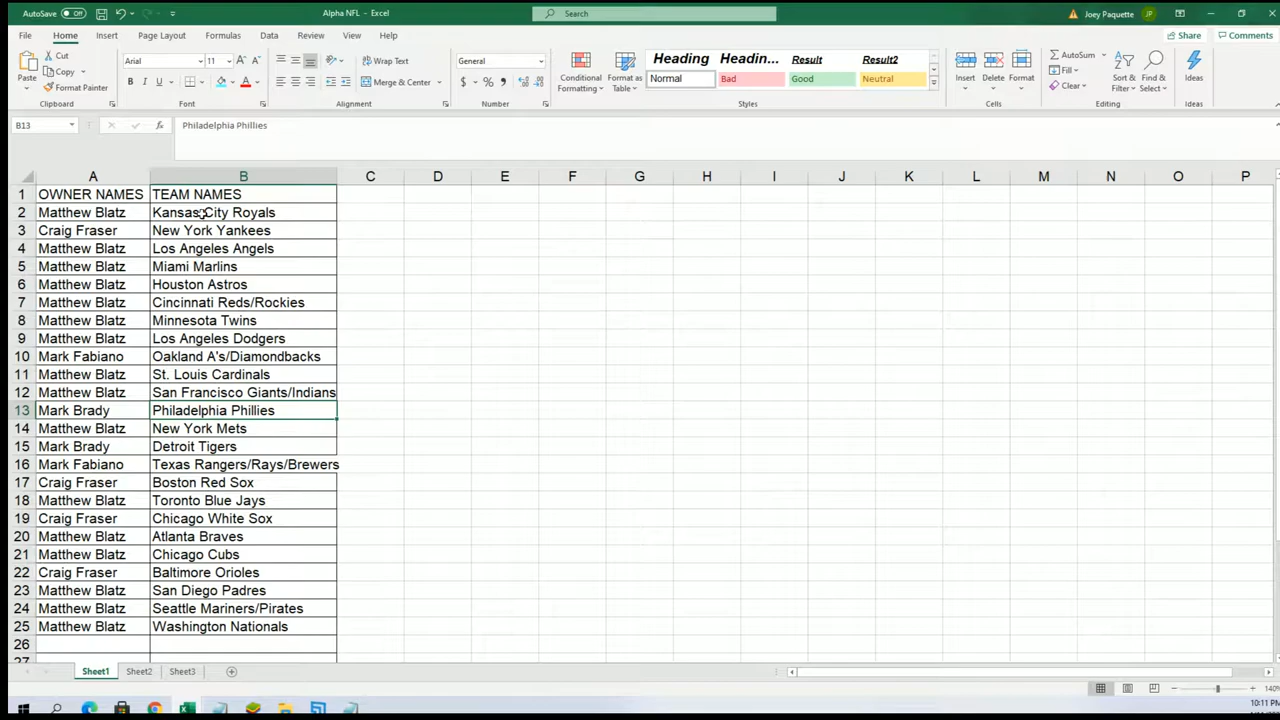 AutoSave Off Alpha NFL - Excel Search Joey Paquette JP
File Home Insert Page Layout Formulas Data Review View Help Share Comments
Paste Cut Copy Format Painter Clipboard
Arial 11 B I U A Font
Wrap Text Merge & Center Alignment
General $ % , Number
Conditional Formatting Format as Table Heading Headin... Result Result2
Normal Bad Good Neutral Styles
Insert Delete Format Cells
AutoSum Fill Clear Sort & Filter Find & Select Editing
Ideas Ideas
B13 fx Philadelphia Phillies
A B C D E F G H I J K L M N O P
1 OWNER NAMES TEAM NAMES
2 Matthew Blatz Kansas City Royals
3 Craig Fraser New York Yankees
4 Matthew Blatz Los Angeles Angels
5 Matthew Blatz Miami Marlins
6 Matthew Blatz Houston Astros
7 Matthew Blatz Cincinnati Reds/Rockies
8 Matthew Blatz Minnesota Twins
9 Matthew Blatz Los Angeles Dodgers
10 Mark Fabiano Oakland A's/Diamondbacks
11 Matthew Blatz St. Louis Cardinals
12 Matthew Blatz San Francisco Giants/Indians
13 Mark Brady Philadelphia Phillies
14 Matthew Blatz New York Mets
15 Mark Brady Detroit Tigers
16 Mark Fabiano Texas Rangers/Rays/Brewers
17 Craig Fraser Boston Red Sox
18 Matthew Blatz Toronto Blue Jays
19 Craig Fraser Chicago White Sox
20 Matthew Blatz Atlanta Braves
21 Matthew Blatz Chicago Cubs
22 Craig Fraser Baltimore Orioles
23 Matthew Blatz San Diego Padres
24 Matthew Blatz Seattle Mariners/Pirates
25 Matthew Blatz Washington Nationals
26
27
Sheet1 Sheet2 Sheet3
140%
10:11 PM